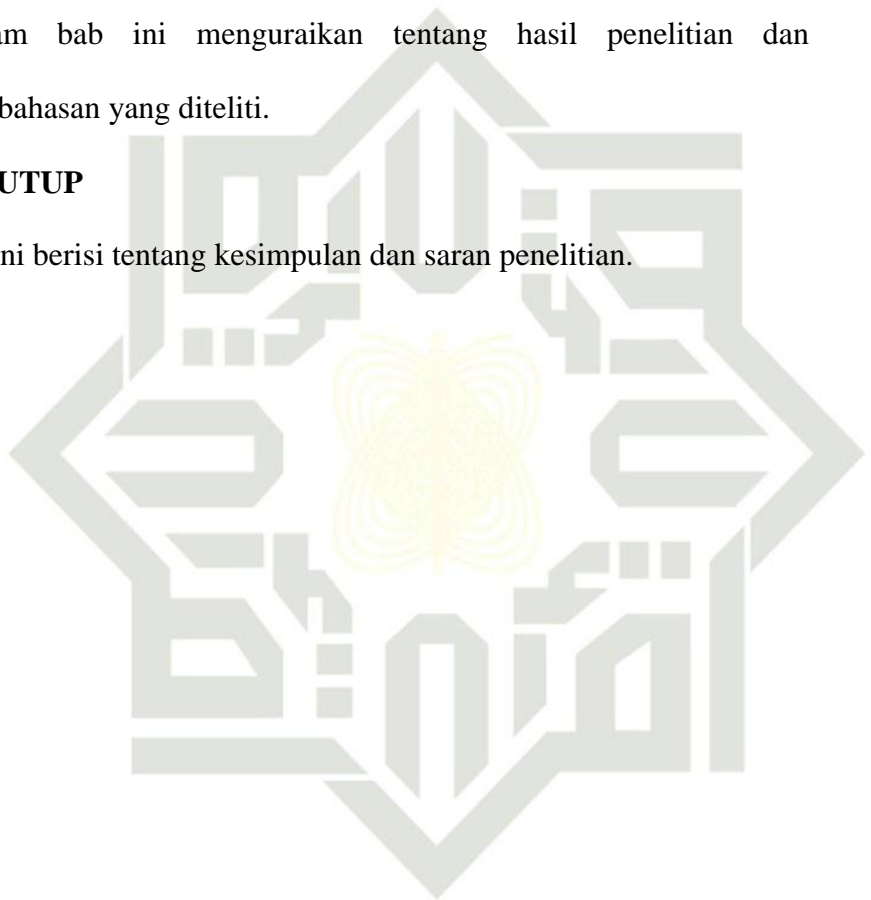 am bab ini menguraikan tentang hasil penelitian dan
bahasan yang diteliti.
UTUP
ni berisi tentang kesimpulan dan saran penelitian.